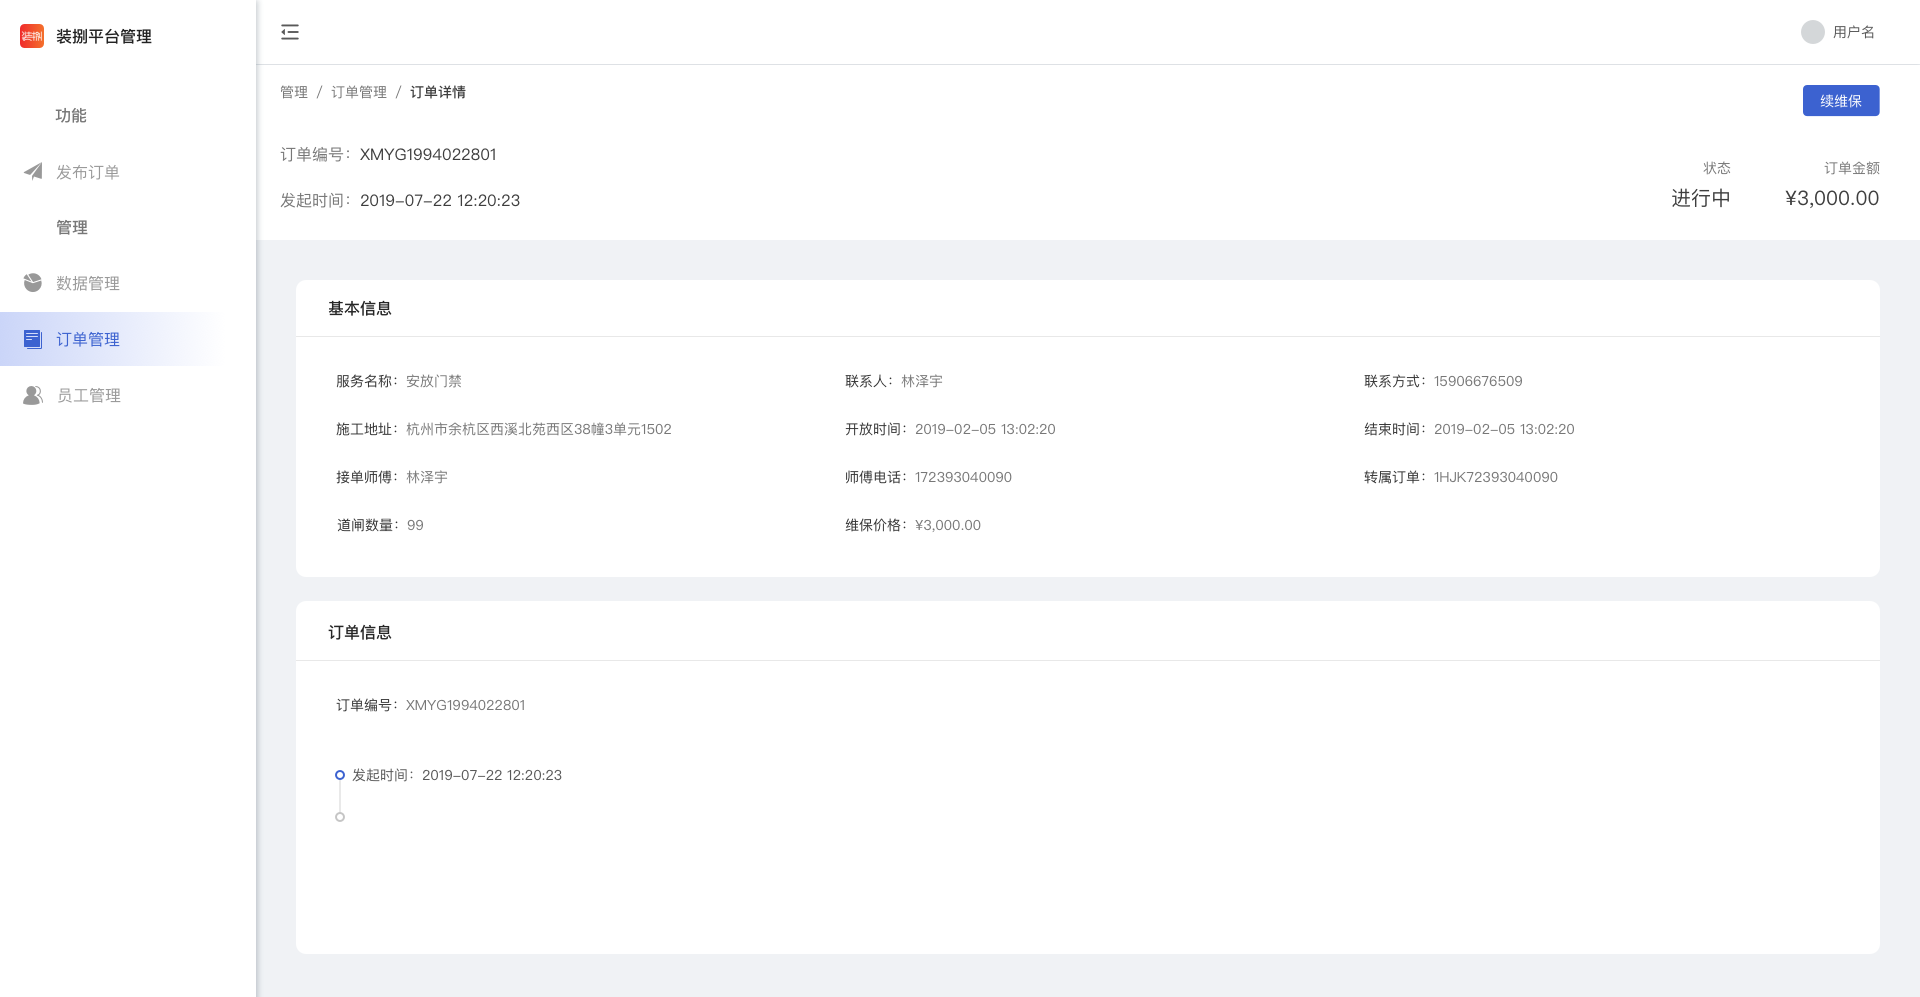 装捌
装捌平台管理
功能
发布订单
管理
数据管理
订单管理
员工管理
用户名
管理 / 订单管理 / 订单详情
续维保
订单编号：XMYG1994022801
发起时间：2019-07-22 12:20:23
状态
进行中
订单金额
¥3,000.00
基本信息
服务名称：安放门禁
联系人：林泽宇
联系方式：15906676509
施工地址：杭州市余杭区西溪北苑西区38幢3单元1502
开放时间：2019-02-05 13:02:20
结束时间：2019-02-05 13:02:20
接单师傅：林泽宇
师傅电话：172393040090
转属订单：1HJK72393040090
道闸数量：99
维保价格：¥3,000.00
订单信息
订单编号：XMYG1994022801
发起时间：2019-07-22 12:20:23